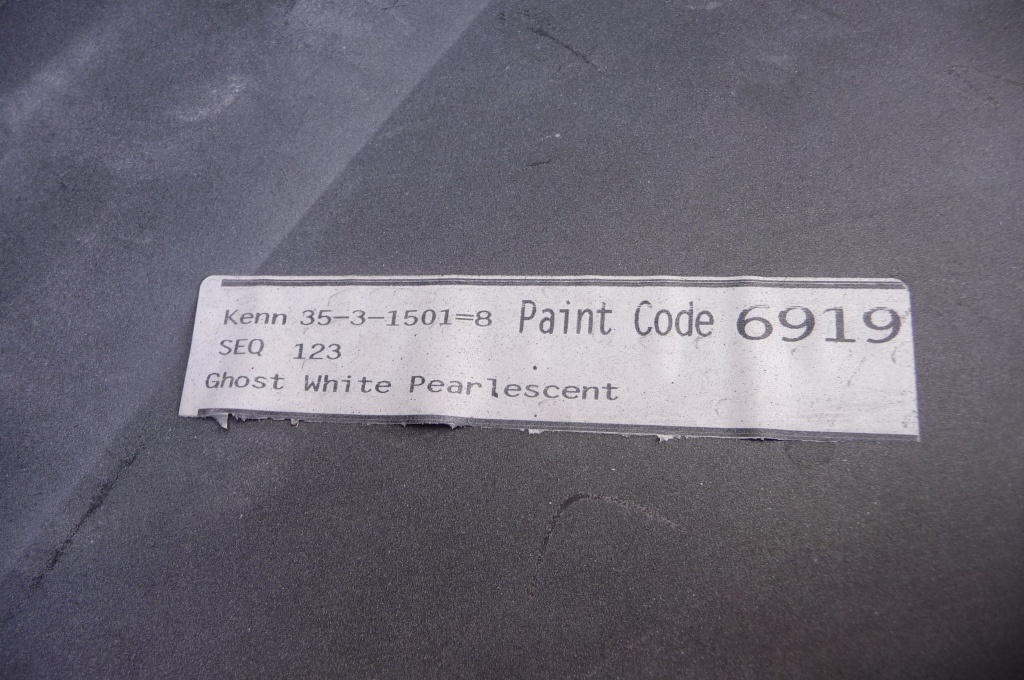 Kenn 35-3-1501=8 Paint Code 6919
SEQ 123
Ghost White Pearlescent